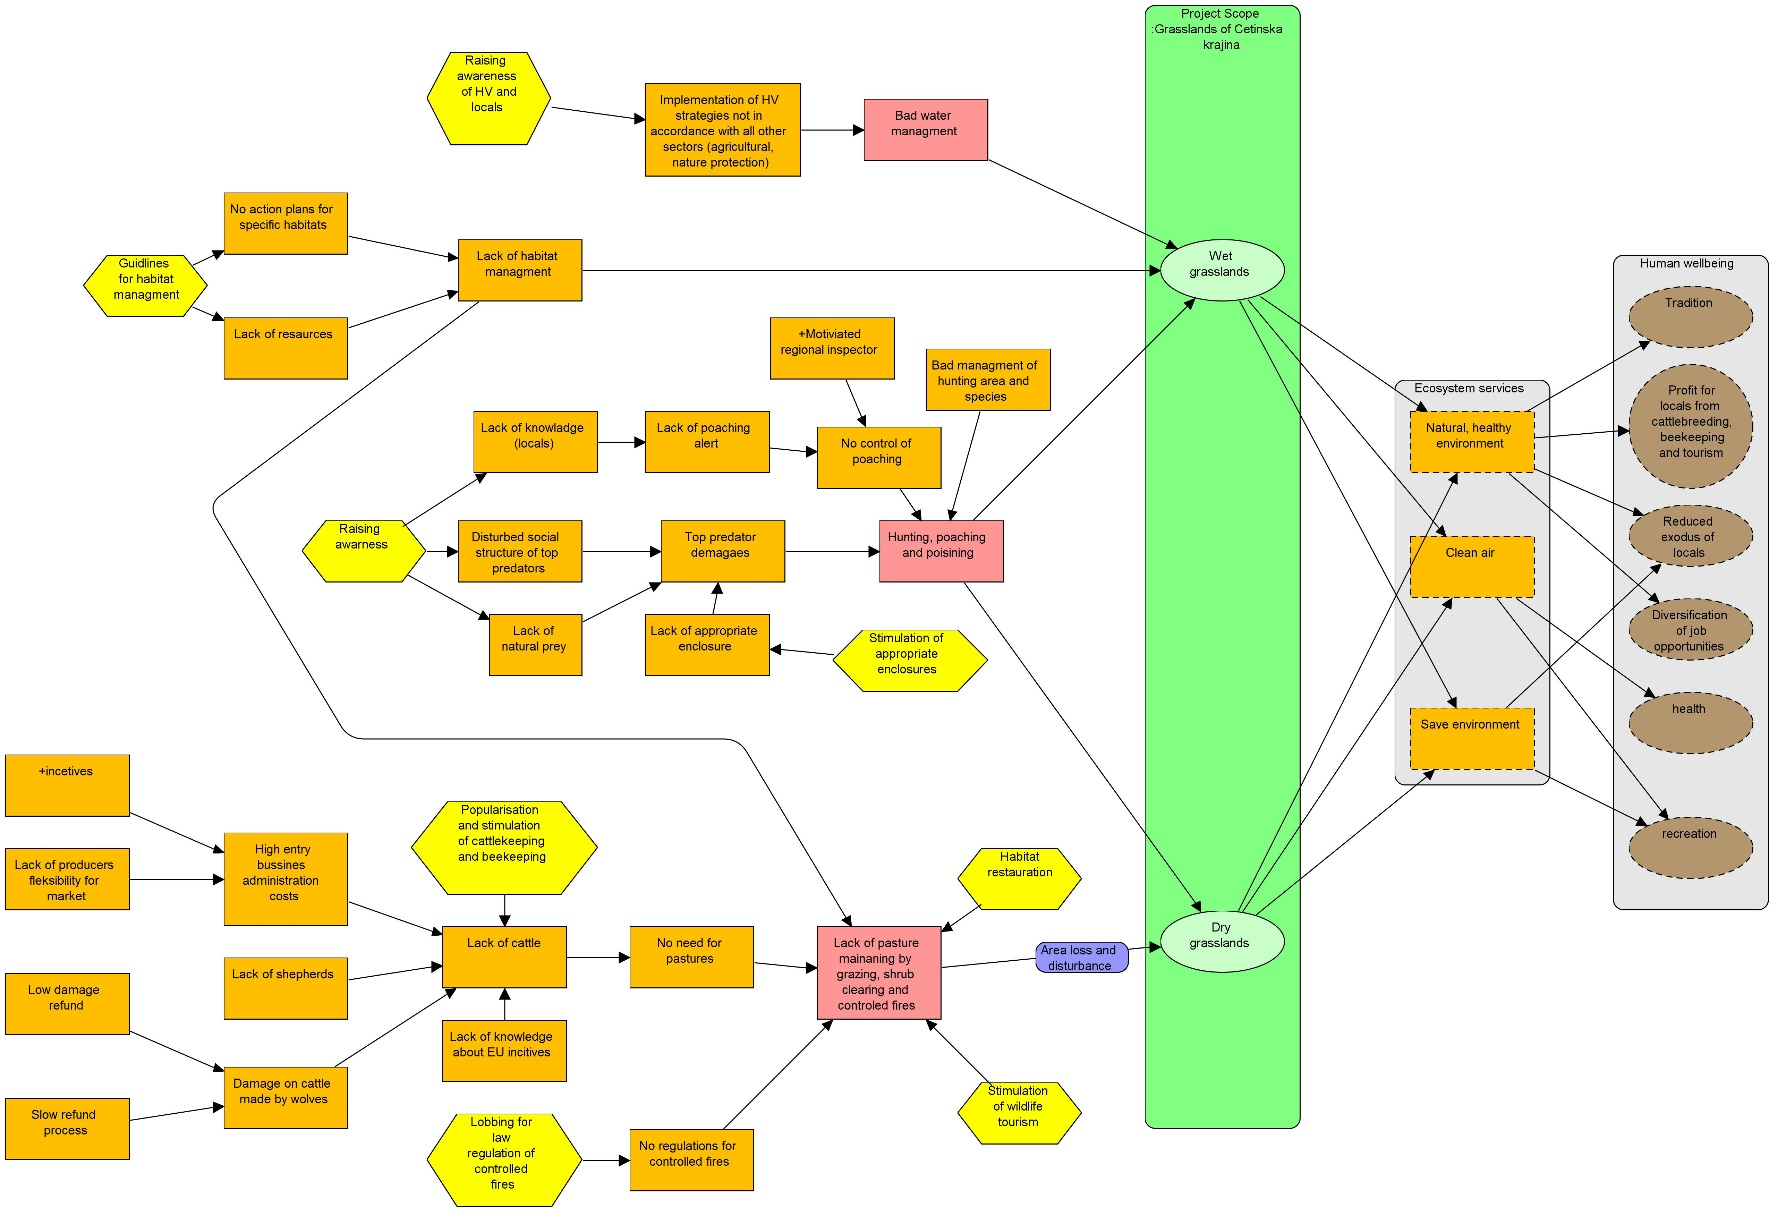 Project Scope
:Grasslands of Cetinska
krajina
Raising
awareness
of HV and
locals
Implementation of HV
strategies not in
accordance with all other
sectors (agricultural,
nature protection)
Bad water
managment
No action plans for
specific habitats
Guidlines
for habitat
managment
Lack of resaurces
Lack of habitat
managment
Wet
grasslands
+Motiviated
regional inspector
Bad managment of
hunting area and
species
Lack of knowladge
(locals)
Lack of poaching
alert
No control of
poaching
Raising
awarness
Disturbed social
structure of top
predators
Top predator
demagaes
Hunting, poaching
and poisining
Lack of
natural prey
Lack of appropriate
enclosure
Stimulation of
appropriate
enclosures
Ecosystem services
Natural, healthy
environment
Clean air
Save environment
Human wellbeing
Tradition
Profit for
locals from
cattlebreeding,
beekeeping
and tourism
Reduced
exodus of
locals
Diversification
of job
opportunities
health
recreation
+incetives
Lack of producers
fleksibility for
market
High entry
bussines
administration
costs
Popularisation
and stimulation
of cattlekeeping
and beekeeping
Lack of cattle
Lack of shepherds
Low damage
refund
Slow refund
process
Damage on cattle
made by wolves
Lack of knowledge
about EU incitives
No need for
pastures
Lack of pasture
mainaning by
grazing, shrub
clearing and
controled fires
Habitat
restauration
Area loss and
disturbance
Dry
grasslands
Stimulation
of wildlife
tourism
Lobbing for
law
regulation of
controlled
fires
No regulations for
controlled fires